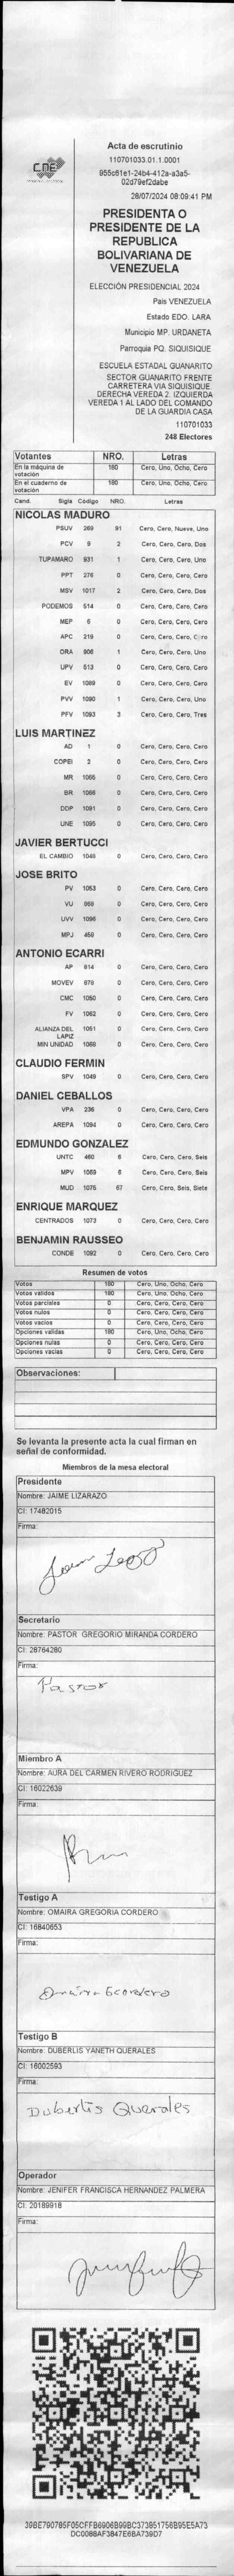 CNE
Acta de escrutinio
110701033.01.1.0001
28/07/2024 08:09:41 PM
PRESIDENTA O
PRESIDENTE DE LA
REPUBLICA
BOLIVARIANA DE
VENEZUELA
ELECCIÓN PRESIDENCIAL 2024
Pais VENEZUELA
Estado EDO. LARA
Municipio MP. URDANETA
Parroquia PQ. SIQUISIQUE
ESCUELA ESTADAL GUANARITO
SECTOR GUANARITO FRENTE
CARRETERA VIA SIQUISIQUE.
DERECHA VEREDA 2. IZQUIERDA
VEREDA 1 AL LADO DEL COMANDO
DE LA GUARDIA CASA
110701033
248 Electores
Votantes NRO. Letras
En la máquina de votación 180 Cero, Uno, Ocho, Cero
En el cuaderno de votación 180 Cero, Uno, Ocho, Cero
Cand. Sigla Código NRO. Letras
NICOLAS MADURO
PSUV 269 91 Cero, Cero, Nueve, Uno
PCV 9 2 Cero, Cero, Cero, Dos
TUPAMARO 931 1 Cero, Cero, Cero, Uno
PPT 276 0 Cero, Cero, Cero, Cero
MSV 1017 2 Cero, Cero, Cero, Dos
PODEMOS 514 0 Cero, Cero, Cero, Cero
MEP 6 0 Cero, Cero, Cero, Cero
APC 219 0 Cero, Cero, Cero, Cero
ORA 906 1 Cero, Cero, Cero, Uno
UPV 513 0 Cero, Cero, Cero, Cero
EV 1089 0 Cero, Cero, Cero, Cero
PVV 1090 1 Cero, Cero, Cero, Uno
PFV 1093 3 Cero, Cero, Cero, Tres
LUIS MARTINEZ
AD 1 0 Cero, Cero, Cero, Cero
COPEI 2 0 Cero, Cero, Cero, Cero
MR 1066 0 Cero, Cero, Cero, Cero
BR 1086 0 Cero, Cero, Cero, Cero
DDP 1091 0 Cero, Cero, Cero, Cero
UNE 1095 0 Cero, Cero, Cero, Cero
JAVIER BERTUCCI
EL CAMBIO 1046 0 Cero, Cero, Cero, Cero
JOSE BRITO
PV 1053 0 Cero, Cero, Cero, Cero
VU 868 0 Cero, Cero, Cero, Cero
UVV 1096 0 Cero, Cero, Cero, Cero
MPJ 459 0 Cero, Cero, Cero, Cero
ANTONIO ECARRI
AP 814 0 Cero, Cero, Cero, Cero
MOVEV 878 0 Cero, Cero, Cero, Cero
CMC 1050 0 Cero, Cero, Cero, Cero
FV 1062 0 Cero, Cero, Cero, Cero
ALIANZA DEL LAPIZ 1051 0 Cero, Cero, Cero, Cero
MIN UNIDAD 1068 0 Cero, Cero, Cero, Cero
CLAUDIO FERMIN
SPV 1049 0 Cero, Cero, Cero, Cero
DANIEL CEBALLOS
VPA 236 0 Cero, Cero, Cero, Cero
AREPA 1094 0 Cero, Cero, Cero, Cero
EDMUNDO GONZALEZ
UNTC 460 6 Cero, Cero, Cero, Seis
MPV 1069 6 Cero, Cero, Cero, Seis
MUD 1075 67 Cero, Cero, Seis, Siete
ENRIQUE MARQUEZ
CENTRADOS 1073 0 Cero, Cero, Cero, Cero
BENJAMIN RAUSSEO
CONDE 1092 0 Cero, Cero, Cero, Cero
Resumen de votos
Votos 180 Cero, Uno, Ocho, Cero
Votos validos 180 Cero, Uno, Ocho, Cero
Votos parciales 0 Cero, Cero, Cero, Cero
Votos nulos 0 Cero, Cero, Cero, Cero
Votos vacios 0 Cero, Cero, Cero, Cero
Opciones validas 180 Cero, Uno, Ocho, Cero
Opciones nulas 0 Cero, Cero, Cero, Cero
Opciones vacias 0 Cero, Cero, Cero, Cero
Observaciones:
Se levanta la presente acta la cual firman en
señal de conformidad.
Miembros de la mesa electoral
Presidente
Nombre: JAIME LIZARAZO
CI: 17482015
Firma:
Secretario
Nombre: PASTOR GREGORIO MIRANDA CORDERO
CI: 28764280
Firma:
Pastor
Miembro A
Nombre: AURA DEL CARMEN RIVERO RODRIGUEZ
CI: 16022639
Firma:
Testigo A
Nombre: OMAIRA GREGORIA CORDERO
CI: 16840653
Firma:
Testigo B
Nombre: DUBERLIS YANETH QUERALES
CI: 16002593
Firma:
Duberlis Querales
Operador
Nombre: JENIFER FRANCISCA HERNANDEZ PALMERA
CI: 20189918
Firma: